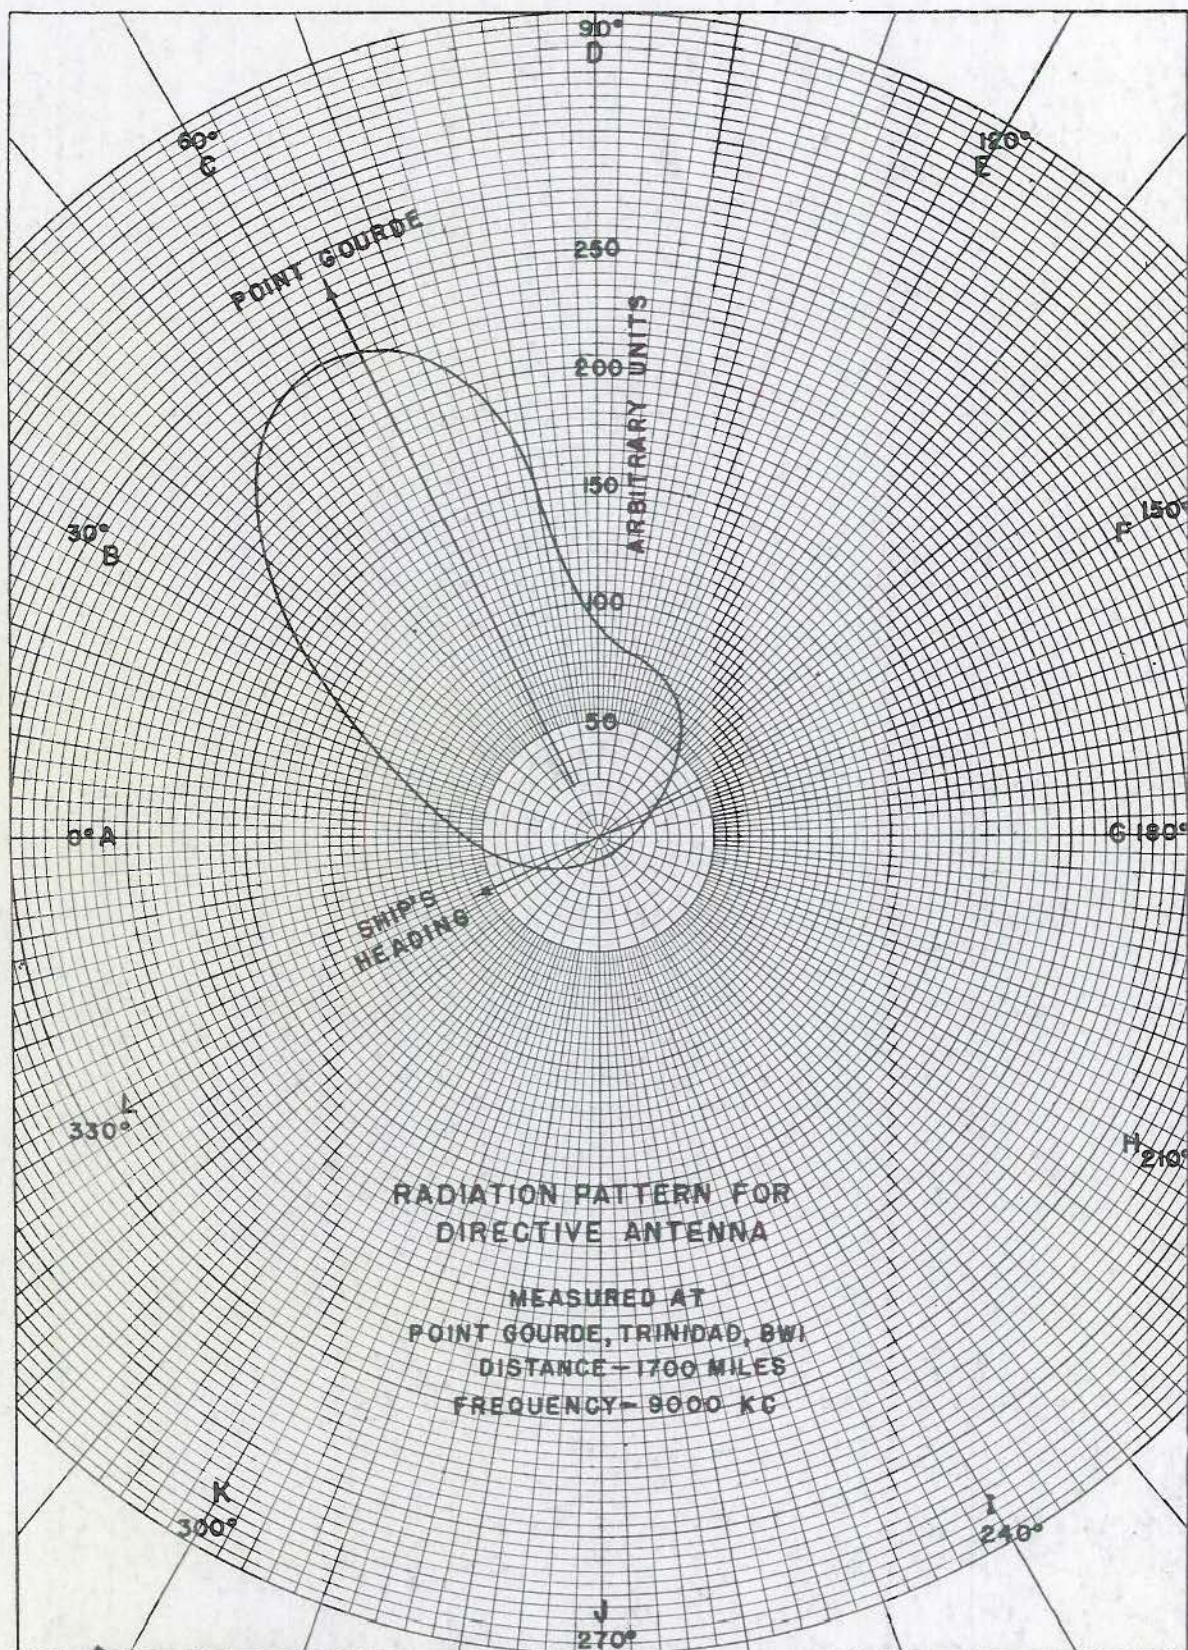 90°
D
60°
C
120°
E
POINT GOURDE
250
ARBITRARY UNITS
200
150
30°
B
150°
F
100
50
0° A
G 180°
SHIP'S
HEADING
L
330°
H
210°
RADIATION PATTERN FOR
DIRECTIVE ANTENNA
MEASURED AT
POINT GOURDE, TRINIDAD, BWI
DISTANCE-1700 MILES
FREQUENCY-9000 KC
K
300°
I
240°
J
270°